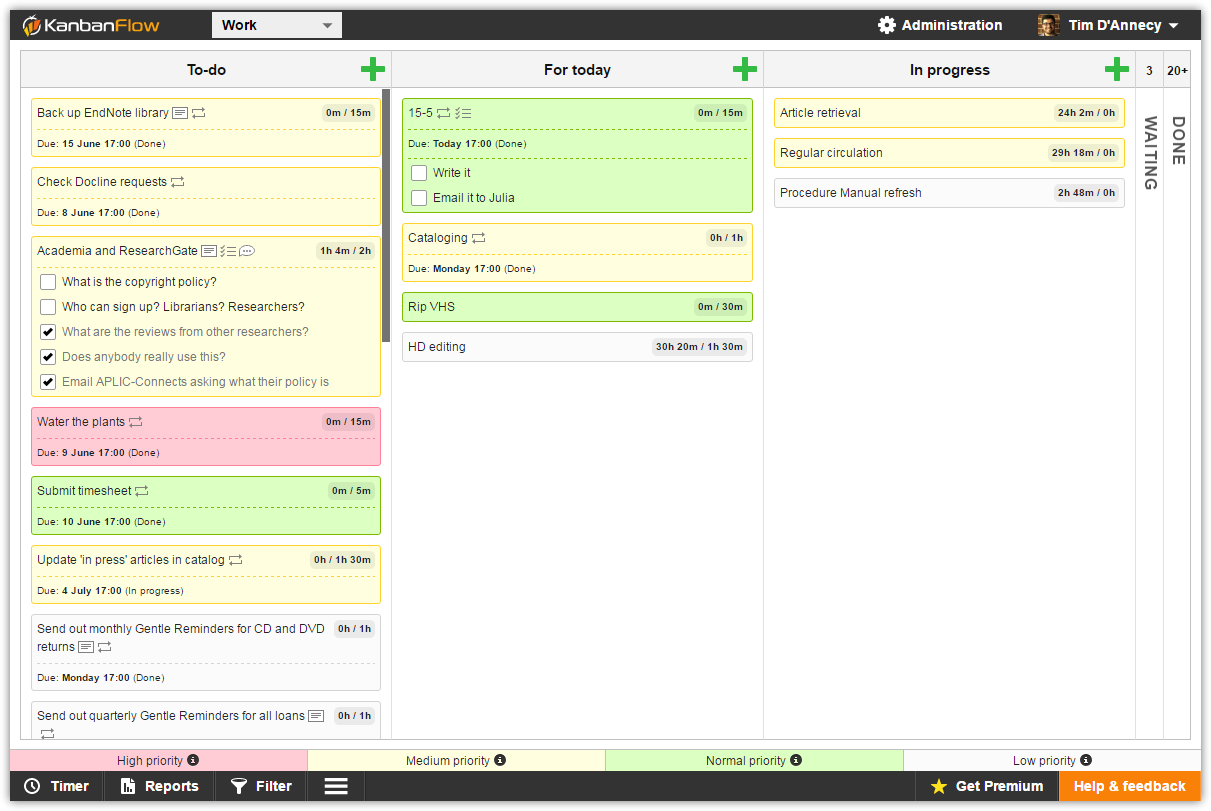 KanbanFlow
Work
Administration
Tim D'Annecy
To-do
For today
In progress
3
20+
Back up EndNote library
0m / 15m
Due: 15 June 17:00 (Done)
Check Docline requests
Due: 8 June 17:00 (Done)
Academia and ResearchGate
1h 4m / 2h
What is the copyright policy?
Who can sign up? Librarians? Researchers?
What are the reviews from other researchers?
Does anybody really use this?
Email APLIC-Connects asking what their policy is
Water the plants
0m / 15m
Due: 9 June 17:00 (Done)
Submit timesheet
0m / 5m
Due: 10 June 17:00 (Done)
Update 'in press' articles in catalog
0h / 1h 30m
Due: 4 July 17:00 (In progress)
Send out monthly Gentle Reminders for CD and DVD
returns
0h / 1h
Due: Monday 17:00 (Done)
Send out quarterly Gentle Reminders for all loans
0h / 1h
15-5
0m / 15m
Due: Today 17:00 (Done)
Write it
Email it to Julia
Cataloging
0h / 1h
Due: Monday 17:00 (Done)
Rip VHS
0m / 30m
HD editing
30h 20m / 1h 30m
Article retrieval
24h 2m / 0h
Regular circulation
29h 18m / 0h
Procedure Manual refresh
2h 48m / 0h
WAITING
DONE
High priority
Medium priority
Normal priority
Low priority
Timer
Reports
Filter
Get Premium
Help & feedback